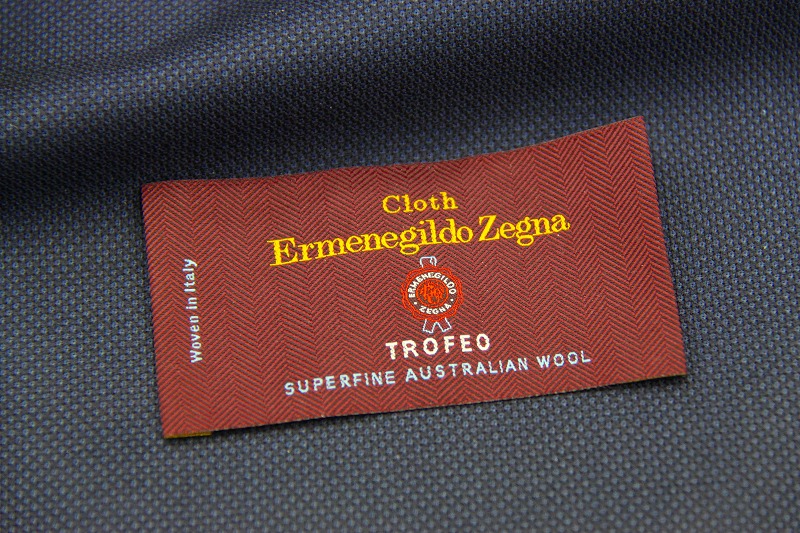 Cloth
Ermenegildo Zegna
ERMENEGILDO
ZEGNA
TROFEO
SUPERFINE AUSTRALIAN WOOL
Woven in Italy